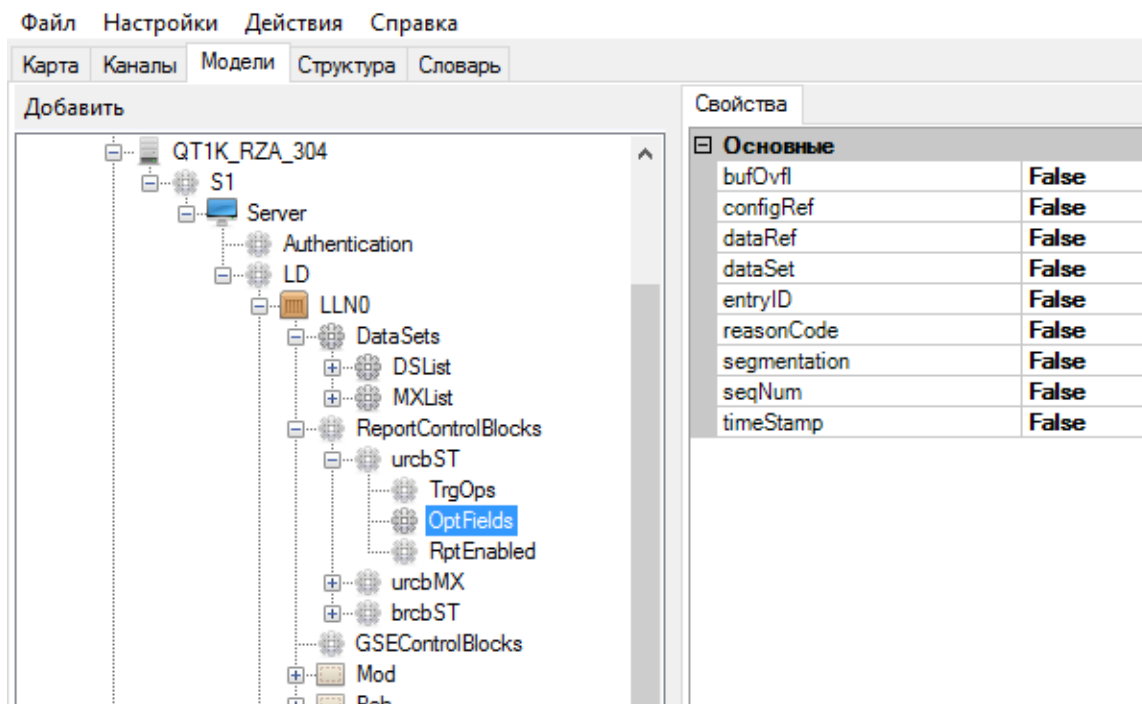 Файл Настройки Действия Справка
Карта Каналы Модели Структура Словарь
Добавить
QT1K_RZA_304
S1
Server
Authentication
LD
LLN0
DataSets
DSList
MXList
ReportControlBlocks
urcbST
TrgOps
OptFields
RptEnabled
urcbMX
brcbST
GSEControlBlocks
Mod
Свойства
Основные
bufOvfl False
configRef False
dataRef False
dataSet False
entryID False
reasonCode False
segmentation False
seqNum False
timeStamp False